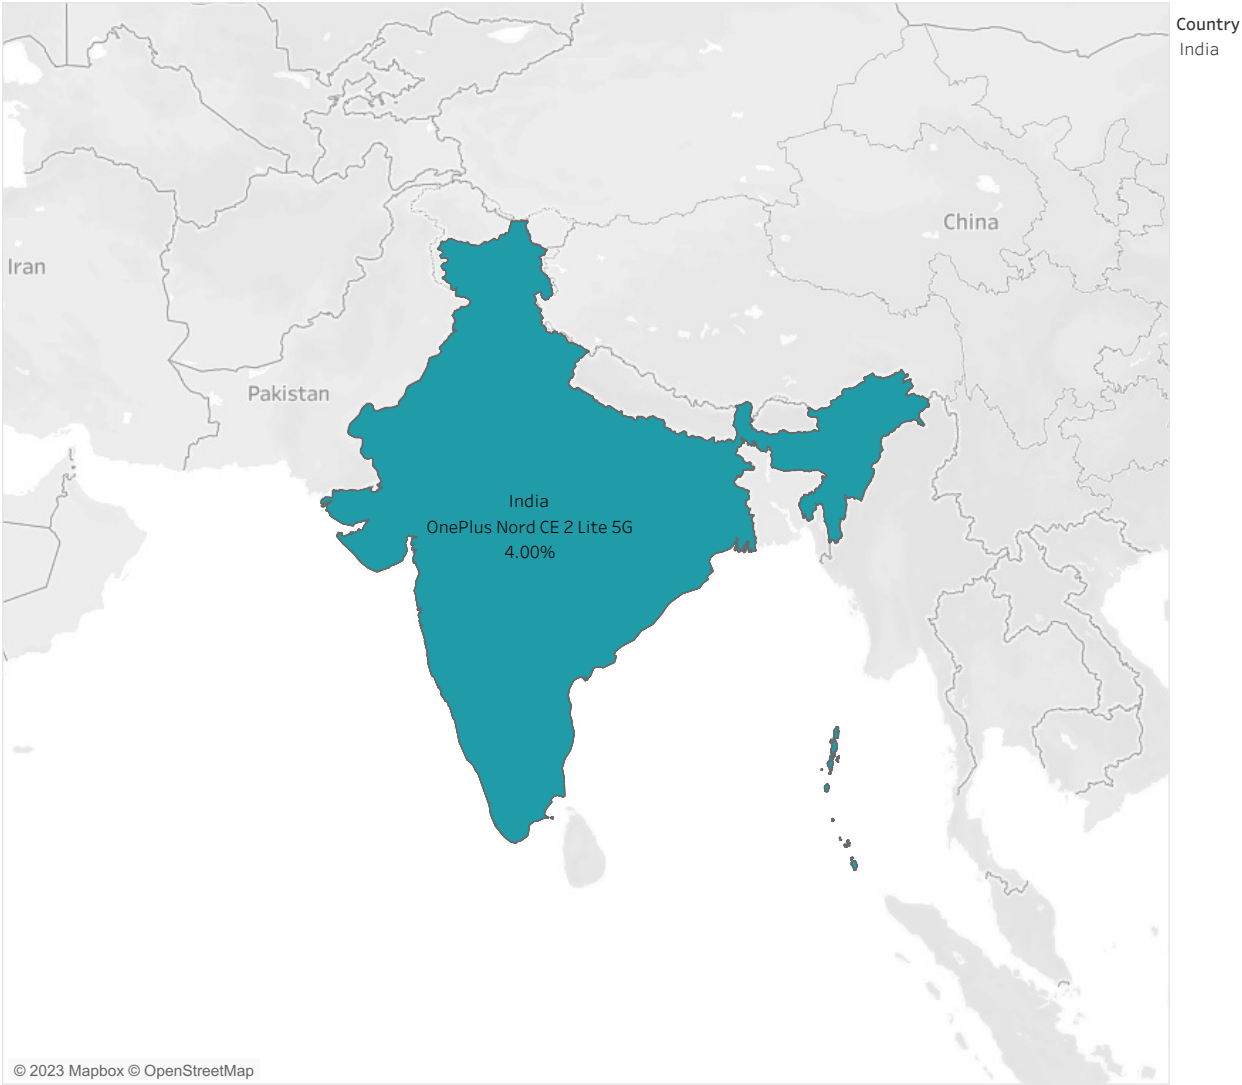 Country
India
China
Iran
Pakistan
India
OnePlus Nord CE 2 Lite 5G
4.00%
© 2023 Mapbox © OpenStreetMap